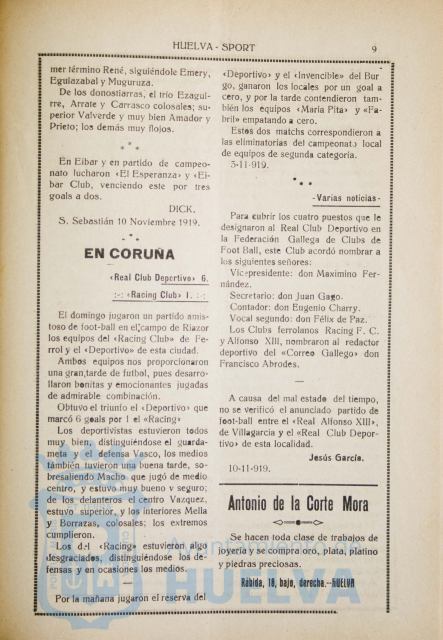 HUELVA - SPORT
9
mer término René, siguiéndole Emery,
Eguiazabal y Muguruza.
De los donostiarras, el trio Ezaguir-
re, Arrate y Carrasco colosales; su-
perior Valverde y muy bien Amador y
Prieto; los demás muy flojos.
En Eibar y en partido de campeo-
nato lucharon «El Esperanza» y «Ei-
bar Club, venciendo este por tres
goals a dos.
DICK.
S. Sebastián 10 Noviembre 1919.
EN CORUÑA
«Real Club Deportivo» 6.
:-: «Racing Club» 1. :-:
El domingo jugaron un partido amis-
toso de foot-ball en el campo de Riazor
los equipos del «Racing Club» de Fe-
rrol y el «Deportivo» de esta ciudad.
Ambos equipos nos proporcionaron
una gran tarde de futbol, pues desarro-
llaron bonitas y emocionantes jugadas
de admirable combinación.
Obtuvo el triunfo el «Deportivo» que
marcó 6 goals por 1 el «Racing»
Los deportivistas estuvieron todos
muy bien, distinguiéndose el guarda-
meta y el defensa Vasco, los medios
también tuvieron una buena tarde, so-
bresaliendo Macho que jugó de medio
centro, y estuvo muy bueno y seguro;
de los delanteros el centro Vazquez,
estuvo superior, y los interiores Mella
y Borrazas, colosales; los extremos
cumplieron.
Los del «Racing» estuvieron algo
desgraciados, distinguiéndose los de-
fensas y en ocasiones los medios.
Por la mañana jugaron el reserva del
«Deportivo» y el «Invencible» del Bur
go, ganaron los locales por un goal a
cero, y por la tarde contendieron tam-
bién los equipos «María Pita» y «Fa-
bril» empatando a cero.
Estos dos matchs correspondieron a
las eliminatorias del campeonato local
de equipos de segunda categoria.
3-11-919.
-Varias noticias-
Para cubrir los cuatro puestos que le
designaron al Real Club Deportivo en
la Federación Gallega de Clubs de
Foot Ball, este Club acordó nombrar a
los siguientes señores:
Vicepresidente: don Maximino Fer-
nández.
Secretario: don Juan Gago.
Contador: don Eugenio Charry.
Vocal segundo: don Félix de Paz.
Los Clubs ferrolanos Racing F. C.
y Alfonso XIII, nombraron al redactor
deportivo del «Correo Gallego» don
Francisco Abrodes.
A causa del mal estado del tiempo,
no se verificó el anunciado partido de
foot-ball entre el «Real Alfonso XIII»,
de Villagarcia y el «Real Club Depor-
tivo» de esta localidad.
Jesús García.
10-11-919.
Antonio de la Corte Mora
Se hacen toda clase de trabajos de
joyería y se compra oro, plata, platino
y piedras preciosas.
Rábida, 18, bajo, derecha.--HUELVA
Ayuntamiento de
HUELVA